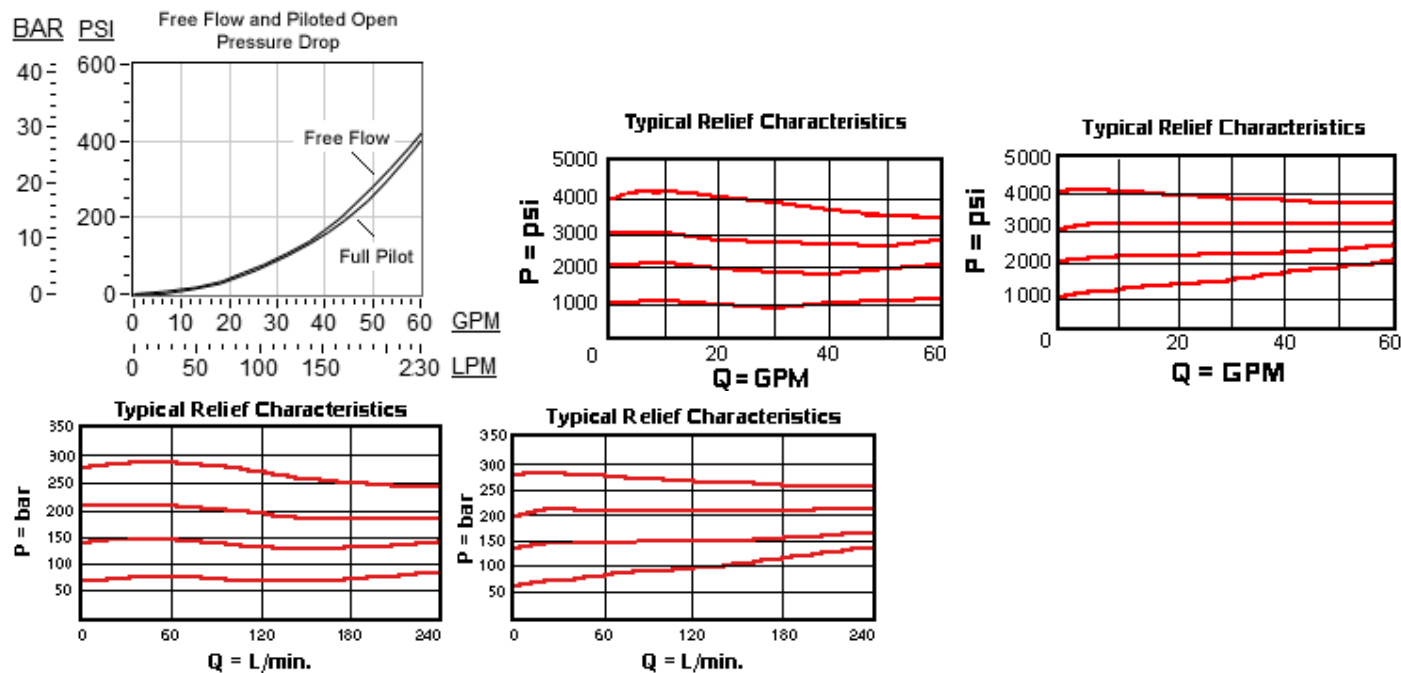 Free Flow and Piloted Open
Pressure Drop
BAR PSI
40 600
30 400
20 200
10
0 0
Free Flow
Full Pilot
0 10 20 30 40 50 60 GPM
0 50 100 150 230 LPM
Typical Relief Characteristics
P = psi
5000
4000
3000
2000
1000
0 20 40 60
Q = GPM
Typical Relief Characteristics
P = psi
5000
4000
3000
2000
1000
0 20 40 60
Q = GPM
Typical Relief Characteristics
P = bar
350
300
250
200
150
100
50
0 60 120 180 240
Q = L/min.
Typical Relief Characteristics
P = bar
350
300
250
200
150
100
50
0 60 120 180 240
Q = L/min.